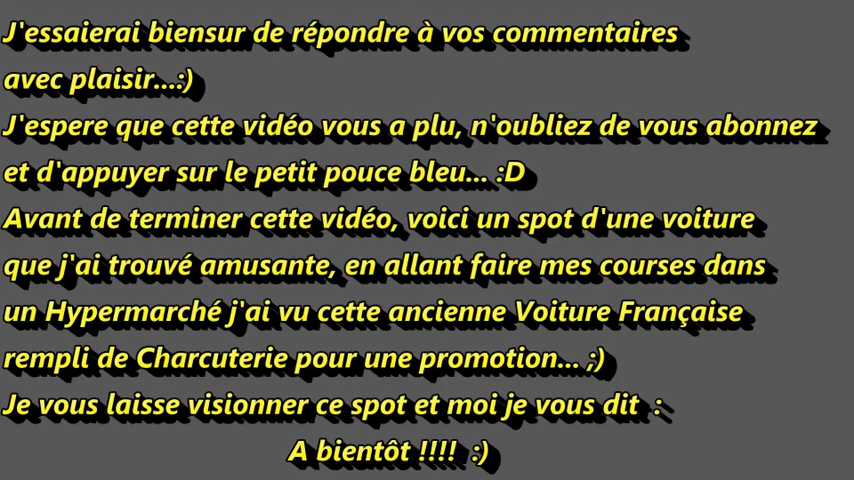 J'essaierai biensur de répondre à vos commentaires
avec plaisir...:)
J'espere que cette vidéo vous a plu, n'oubliez de vous abonnez
et d'appuyer sur le petit pouce bleu... :D
Avant de terminer cette vidéo, voici un spot d'une voiture
que j'ai trouvé amusante, en allant faire mes courses dans
un Hypermarché j'ai vu cette ancienne Voiture Française
rempli de Charcuterie pour une promotion... ;)
Je vous laisse visionner ce spot et moi je vous dit :
A bientôt !!!! :)